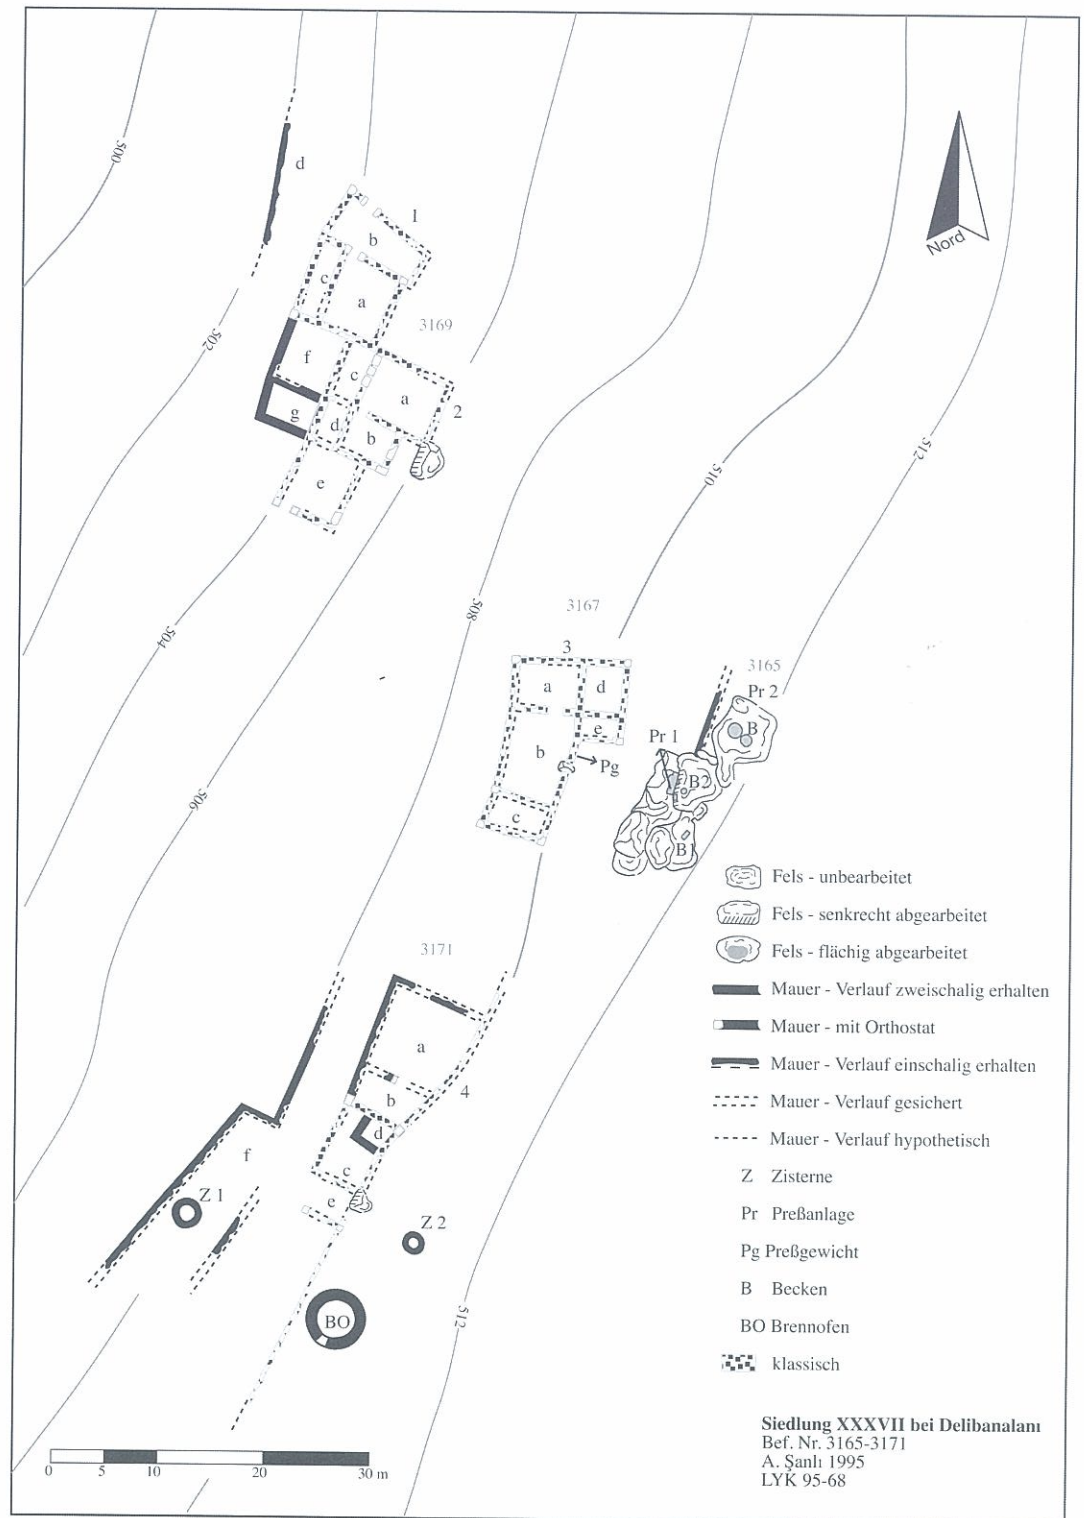 500
d
1
b
c
a
3169
502
f
c
a
2
g
d
b
e
Nord
512
510
508
504
506
3167
3
a
d
e
b
Pg
c
3165
Pr 2
B
Pr 1
B2
B1
Fels - unbearbeitet
Fels - senkrecht abgearbeitet
Fels - flächig abgearbeitet
Mauer - Verlauf zweischalig erhalten
Mauer - mit Orthostat
Mauer - Verlauf einschalig erhalten
Mauer - Verlauf gesichert
Mauer - Verlauf hypothetisch
Z Zisterne
Pr Preßanlage
Pg Preßgewicht
B Becken
BO Brennofen
klassisch
3171
a
4
b
d
c
e
f
Z 1
Z 2
BO
512
0 5 10 20 30 m
Siedlung XXXVII bei Delibanalanı
Bef. Nr. 3165-3171
A. Şanlı 1995
LYK 95-68